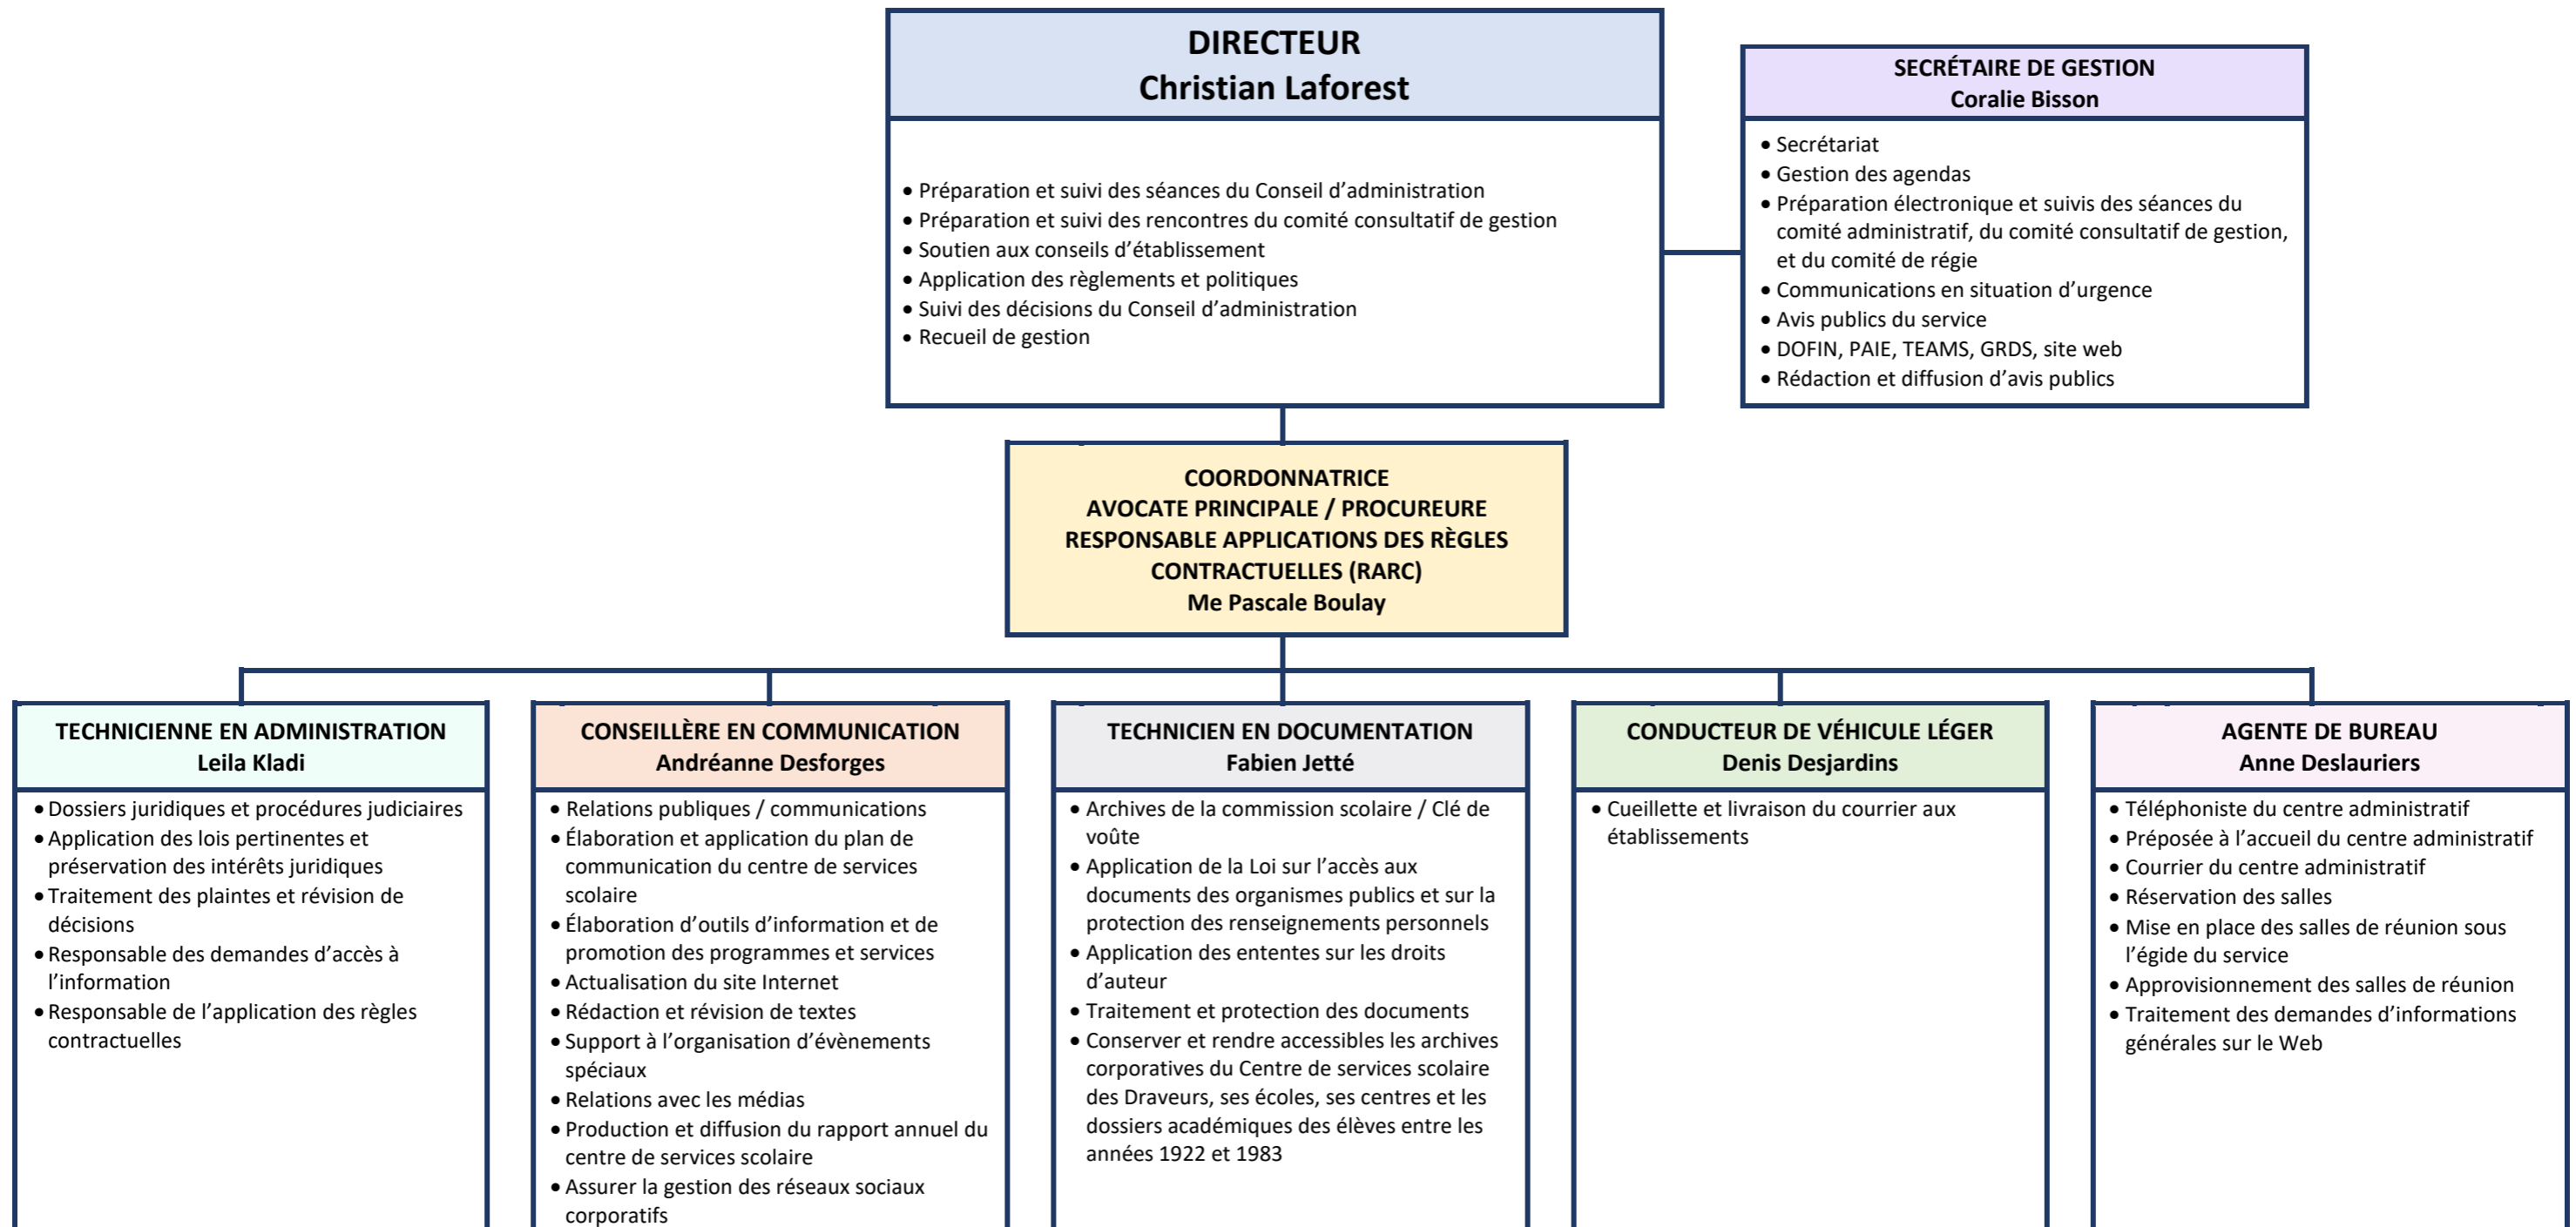 DIRECTEUR
Christian Laforest
• Préparation et suivi des séances du Conseil d’administration
• Préparation et suivi des rencontres du comité consultatif de gestion
• Soutien aux conseils d’établissement
• Application des règlements et politiques
• Suivi des décisions du Conseil d’administration
• Recueil de gestion
SECRÉTAIRE DE GESTION
Coralie Bisson
• Secrétariat
• Gestion des agendas
• Préparation électronique et suivis des séances du
comité administratif, du comité consultatif de gestion,
et du comité de régie
• Communications en situation d’urgence
• Avis publics du service
• DOFIN, PAIE, TEAMS, GRDS, site web
• Rédaction et diffusion d’avis publics
COORDONNATRICE
AVOCATE PRINCIPALE / PROCUREURE
RESPONSABLE APPLICATIONS DES RÈGLES
CONTRACTUELLES (RARC)
Me Pascale Boulay
TECHNICIENNE EN ADMINISTRATION
Leila Kladi
• Dossiers juridiques et procédures judiciaires
• Application des lois pertinentes et
préservation des intérêts juridiques
• Traitement des plaintes et révision de
décisions
• Responsable des demandes d’accès à
l’information
• Responsable de l’application des règles
contractuelles
CONSEILLÈRE EN COMMUNICATION
Andréanne Desforges
• Relations publiques / communications
• Élaboration et application du plan de
communication du centre de services
scolaire
• Élaboration d’outils d’information et de
promotion des programmes et services
• Actualisation du site Internet
• Rédaction et révision de textes
• Support à l’organisation d’évènements
spéciaux
• Relations avec les médias
• Production et diffusion du rapport annuel du
centre de services scolaire
• Assurer la gestion des réseaux sociaux
corporatifs
TECHNICIEN EN DOCUMENTATION
Fabien Jetté
• Archives de la commission scolaire / Clé de
voûte
• Application de la Loi sur l’accès aux
documents des organismes publics et sur la
protection des renseignements personnels
• Application des ententes sur les droits
d’auteur
• Traitement et protection des documents
• Conserver et rendre accessibles les archives
corporatives du Centre de services scolaire
des Draveurs, ses écoles, ses centres et les
dossiers académiques des élèves entre les
années 1922 et 1983
CONDUCTEUR DE VÉHICULE LÉGER
Denis Desjardins
• Cueillette et livraison du courrier aux
établissements
AGENTE DE BUREAU
Anne Deslauriers
• Téléphoniste du centre administratif
• Préposée à l’accueil du centre administratif
• Courrier du centre administratif
• Réservation des salles
• Mise en place des salles de réunion sous
l’égide du service
• Approvisionnement des salles de réunion
• Traitement des demandes d’informations
générales sur le Web